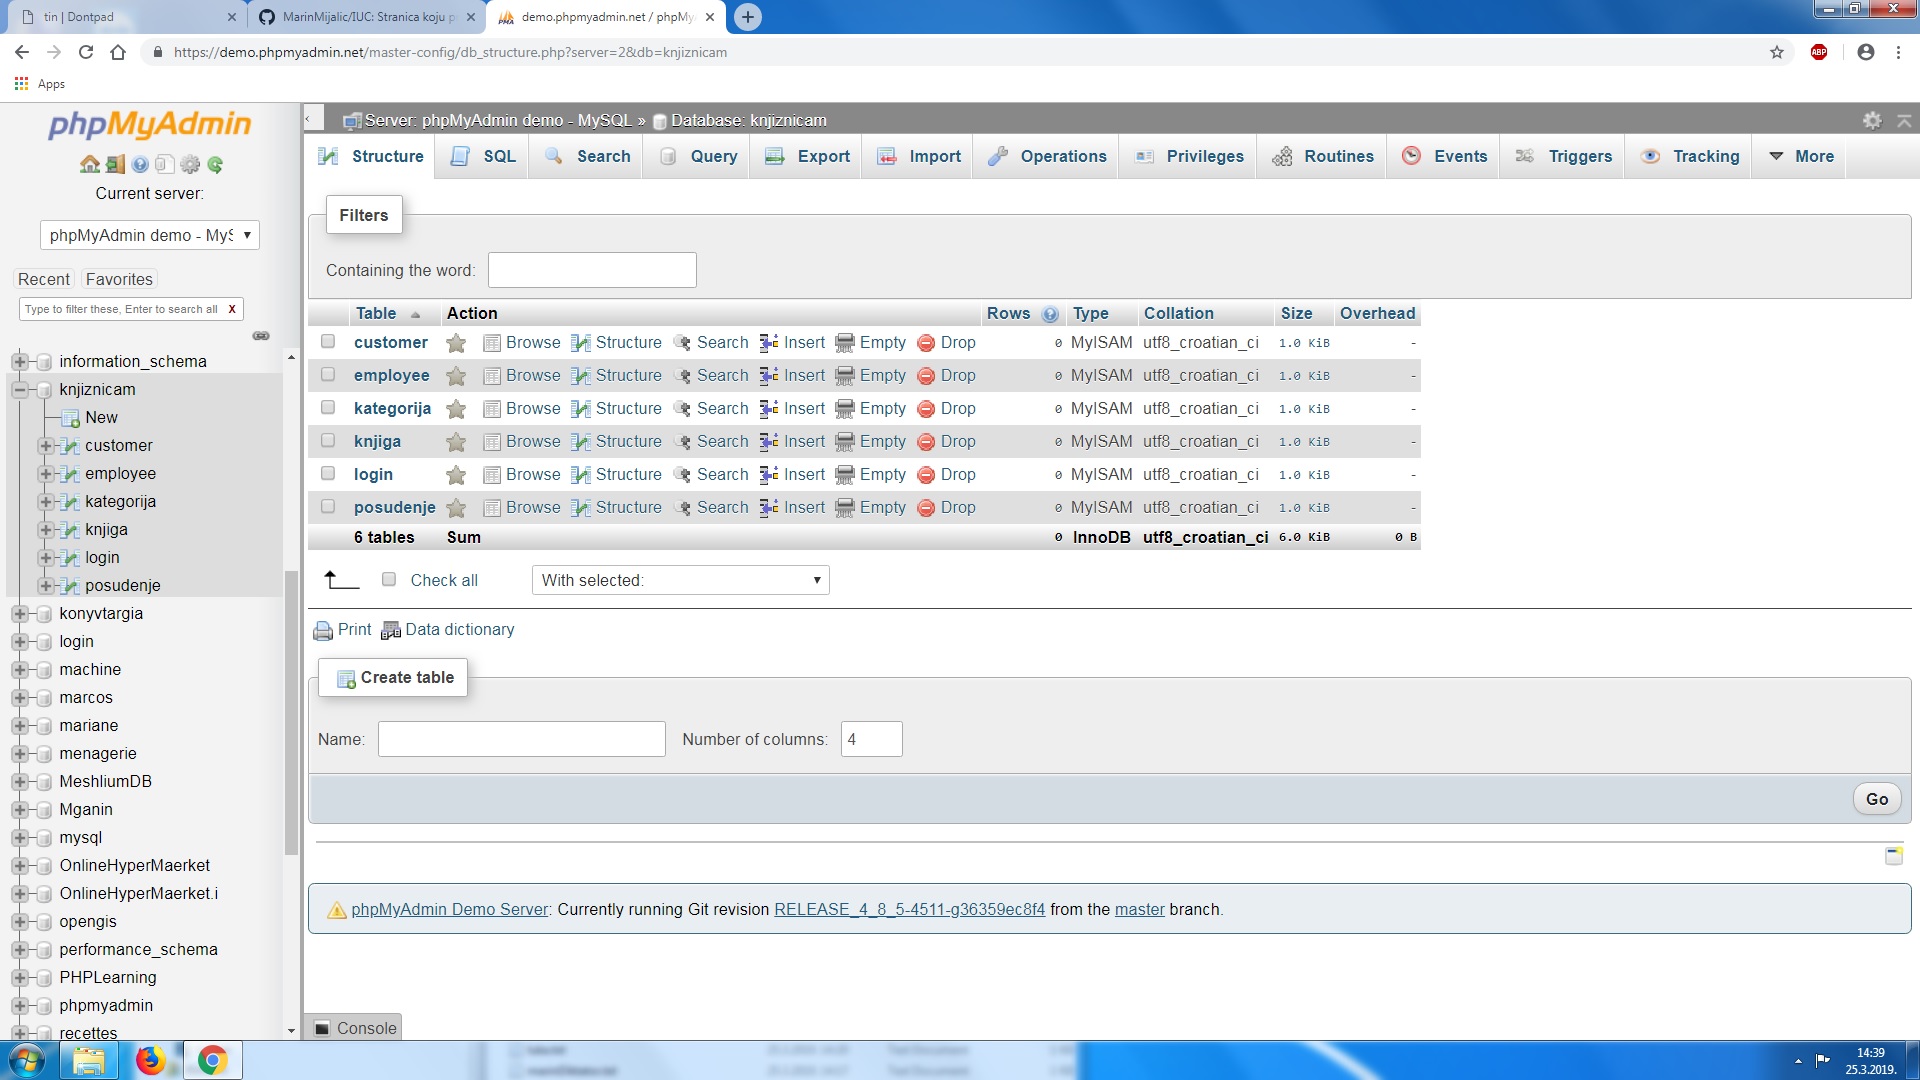 tin | Dontpad
MarinMijalic/IUC: Stranica koju p
demo.phpmyadmin.net / phpMy
https://demo.phpmyadmin.net/master-config/db_structure.php?server=2&db=knjiznicam
ABP
Apps
phpMyAdmin
Current server:
phpMyAdmin demo - MyS
Recent Favorites
Type to filter these, Enter to search all X
information_schema
knjiznicam
New
customer
employee
kategorija
knjiga
login
posudenje
konyvtargia
login
machine
marcos
mariane
menagerie
MeshliumDB
Mganin
mysql
OnlineHyperMaerket
OnlineHyperMaerket.i
opengis
performance_schema
PHPLearning
phpmyadmin
recettes
Server: phpMyAdmin demo - MySQL » Database: knjiznicam
Structure SQL Search Query Export Import Operations Privileges Routines Events Triggers Tracking More
Filters
Containing the word:
Table Action Rows Type Collation Size Overhead
customer Browse Structure Search Insert Empty Drop 0 MyISAM utf8_croatian_ci 1.0 KiB -
employee Browse Structure Search Insert Empty Drop 0 MyISAM utf8_croatian_ci 1.0 KiB -
kategorija Browse Structure Search Insert Empty Drop 0 MyISAM utf8_croatian_ci 1.0 KiB -
knjiga Browse Structure Search Insert Empty Drop 0 MyISAM utf8_croatian_ci 1.0 KiB -
login Browse Structure Search Insert Empty Drop 0 MyISAM utf8_croatian_ci 1.0 KiB -
posudenje Browse Structure Search Insert Empty Drop 0 MyISAM utf8_croatian_ci 1.0 KiB -
6 tables Sum 0 InnoDB utf8_croatian_ci 6.0 KiB 0 B
Check all With selected:
Print Data dictionary
Create table
Name: Number of columns: 4
Go
phpMyAdmin Demo Server: Currently running Git revision RELEASE_4_8_5-4511-g36359ec8f4 from the master branch.
Console
14:39
25.3.2019.